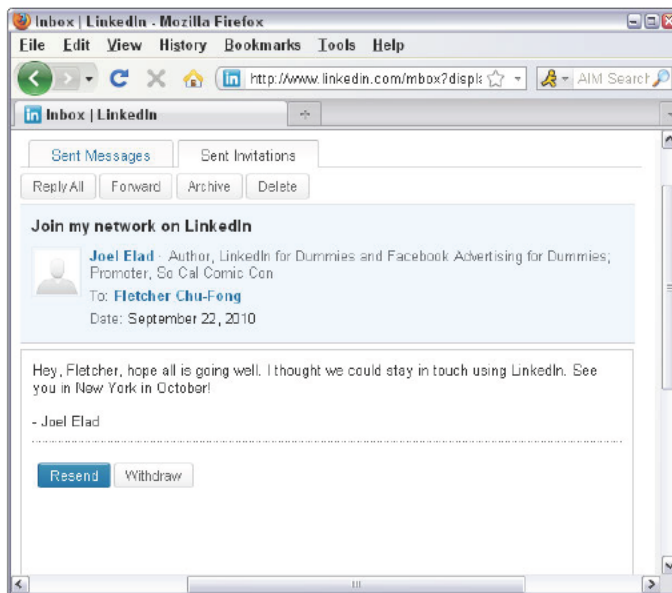 Inbox | LinkedIn - Mozilla Firefox
File Edit View History Bookmarks Tools Help
in http://www.linkedin.com/mbox?displ AIM Search
in Inbox | LinkedIn
Sent Messages Sent Invitations
Reply All Forward Archive Delete
Join my network on LinkedIn
Joel Elad - Author, LinkedIn for Dummies and Facebook Advertising for Dummies;
Promoter, So Cal Comic Con
To: Fletcher Chu-Fong
Date: September 22, 2010
Hey, Fletcher, hope all is going well. I thought we could stay in touch using LinkedIn. See
you in New York in October!
- Joel Elad
Resend Withdraw